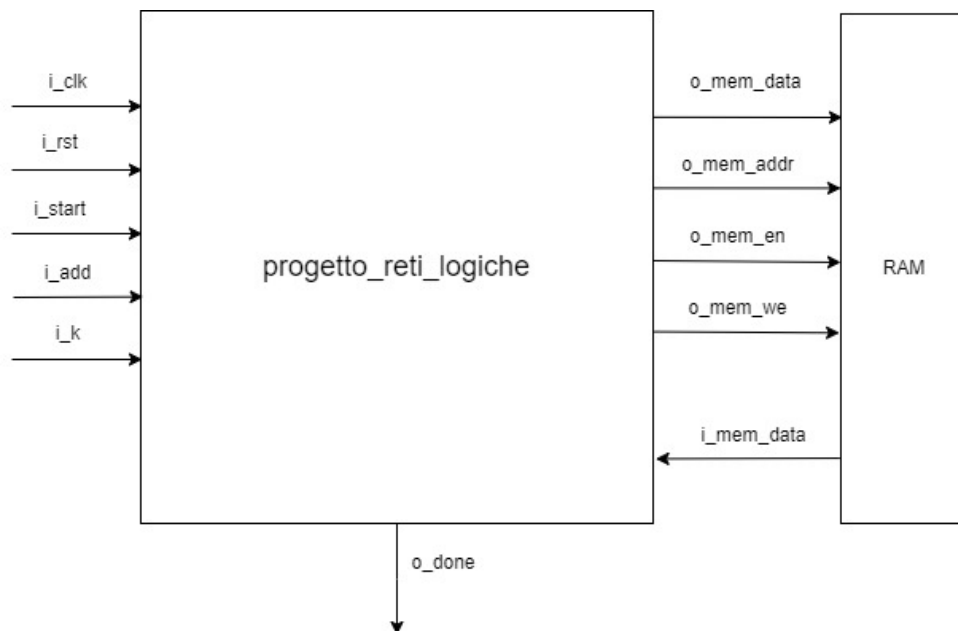 i_clk
i_rst
i_start
i_add
i_k
progetto_reti_logiche
o_mem_data
o_mem_addr
o_mem_en
o_mem_we
i_mem_data
RAM
o_done